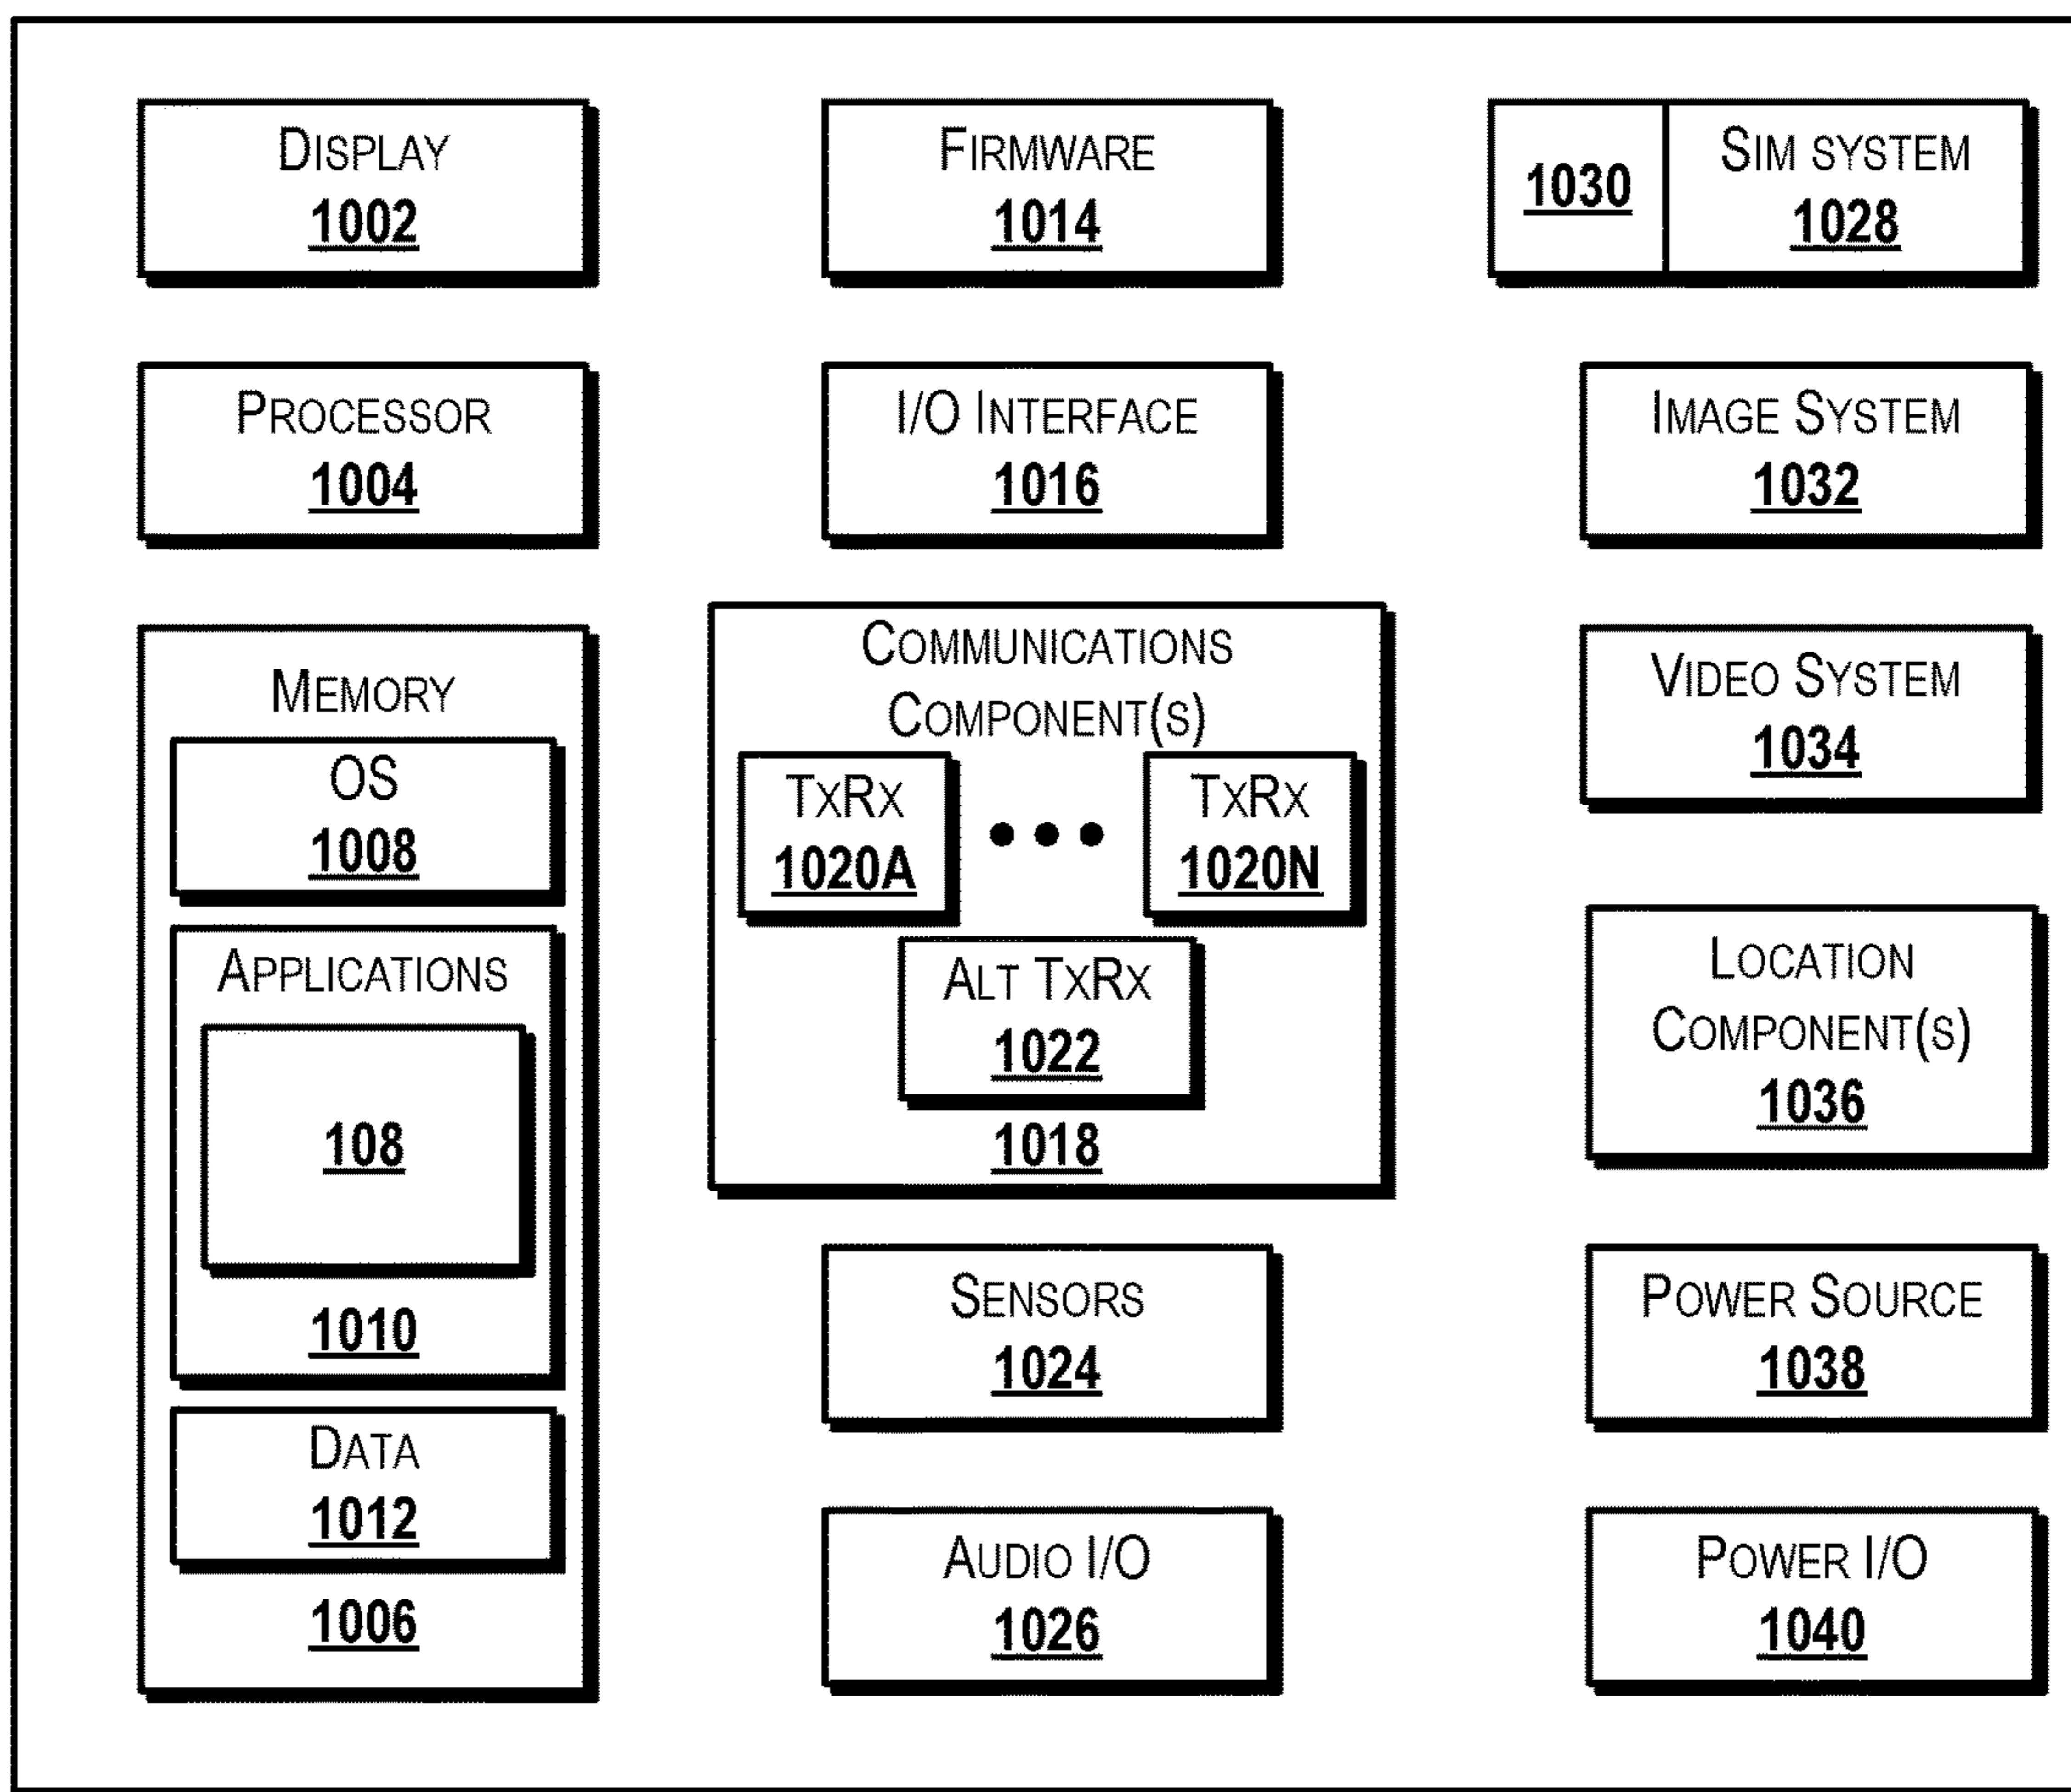 DISPLAY
1002
PROCESSOR
1004
MEMORY
OS
1008
APPLICATIONS
108
1010
DATA
1012
1006
FIRMWARE
1014
I/O INTERFACE
1016
COMMUNICATIONS
COMPONENT(S)
TXRX
1020A
TXRX
1020N
ALT TXRX
1022
1018
SENSORS
1024
AUDIO I/O
1026
1030
SIM SYSTEM
1028
IMAGE SYSTEM
1032
VIDEO SYSTEM
1034
LOCATION
COMPONENT(S)
1036
POWER SOURCE
1038
POWER I/O
1040